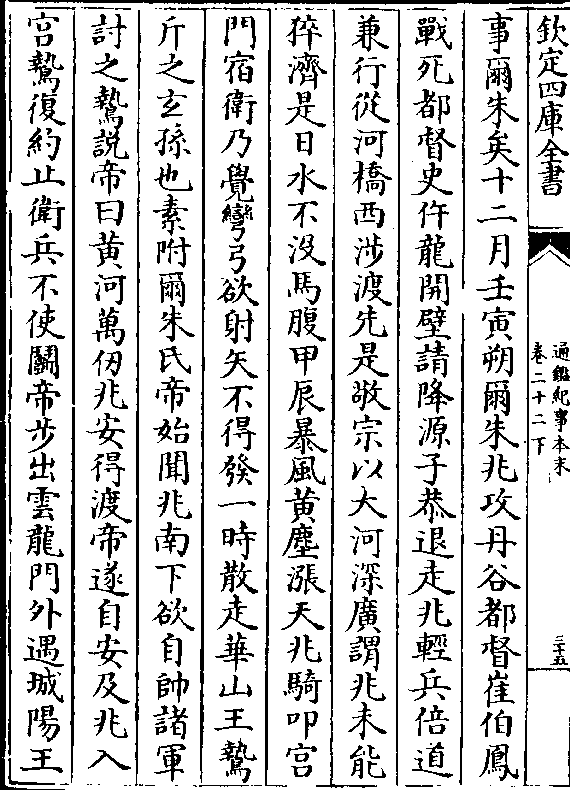 欽定四庫全書
通鑑紀事本末
卷二十二下
三十五
事爾朱矣十二月壬寅朔爾朱兆攻丹谷都督崔伯鳳
戰死都督史仵龍開壁請降源子恭退走兆輕兵倍道
兼行從河橋西涉渡先是敬宗以大河深廣謂兆未能
猝濟是日水不没馬腹甲辰暴風黄塵漲天兆騎叩宫
門宿衛乃覺彎弓欲射矢不得發一時散走華山王鷙
斤之玄孫也素附爾朱氏帝始聞兆南下欲自帥諸軍
討之鷙説帝曰黄河萬仞兆安得渡帝遂自安及兆入
宫鷙復約止衛兵不使鬭帝步出雲龍門外遇城陽王